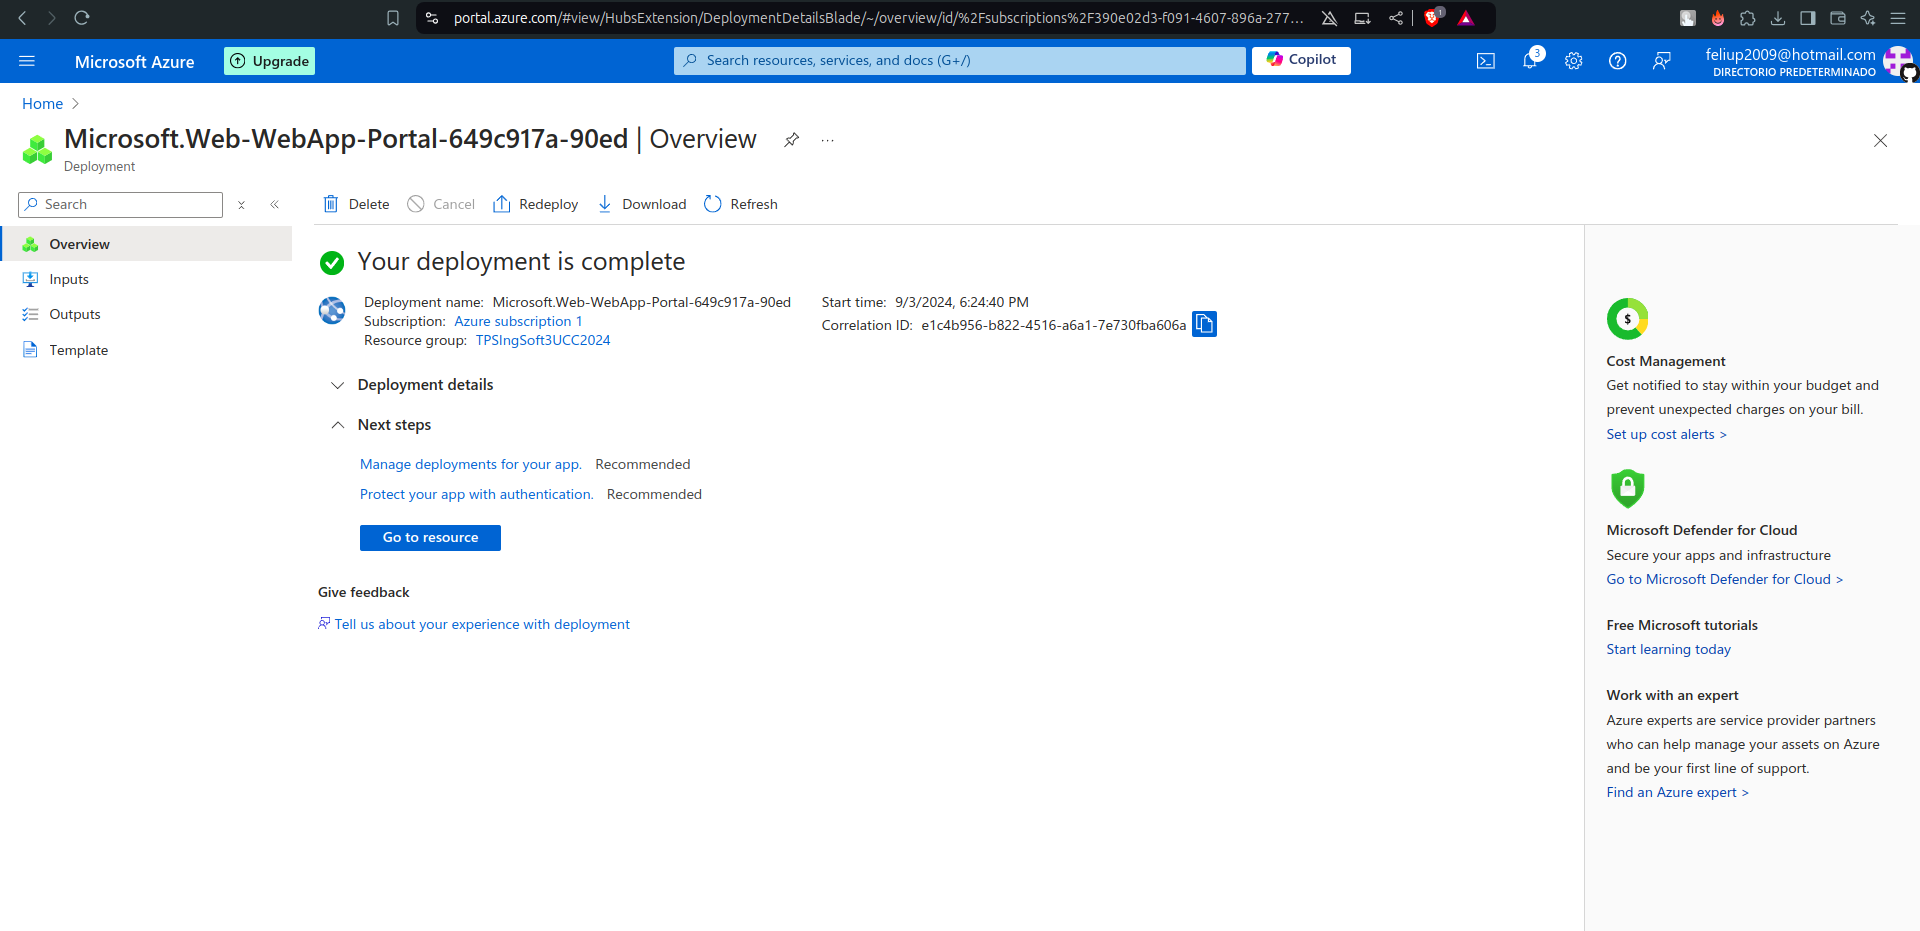 portal.azure.com/#view/HubsExtension/DeploymentDetailsBlade/~/overview/id/%2Fsubscriptions%2F390e02d3-f091-4607-896a-277...
1
Microsoft Azure
Upgrade
Search resources, services, and docs (G+/)
Copilot
3
feliup2009@hotmail.com
DIRECTORIO PREDETERMINADO
Home
Microsoft.Web-WebApp-Portal-649c917a-90ed | Overview
Deployment
Search
Overview
Inputs
Outputs
Template
Delete
Cancel
Redeploy
Download
Refresh
Your deployment is complete
Deployment name: Microsoft.Web-WebApp-Portal-649c917a-90ed
Subscription: Azure subscription 1
Resource group: TPSIngSoft3UCC2024
Start time: 9/3/2024, 6:24:40 PM
Correlation ID: e1c4b956-b822-4516-a6a1-7e730fba606a
Deployment details
Next steps
Manage deployments for your app. Recommended
Protect your app with authentication. Recommended
Go to resource
Give feedback
Tell us about your experience with deployment
$
Cost Management
Get notified to stay within your budget and
prevent unexpected charges on your bill.
Set up cost alerts >
Microsoft Defender for Cloud
Secure your apps and infrastructure
Go to Microsoft Defender for Cloud >
Free Microsoft tutorials
Start learning today
Work with an expert
Azure experts are service provider partners
who can help manage your assets on Azure
and be your first line of support.
Find an Azure expert >